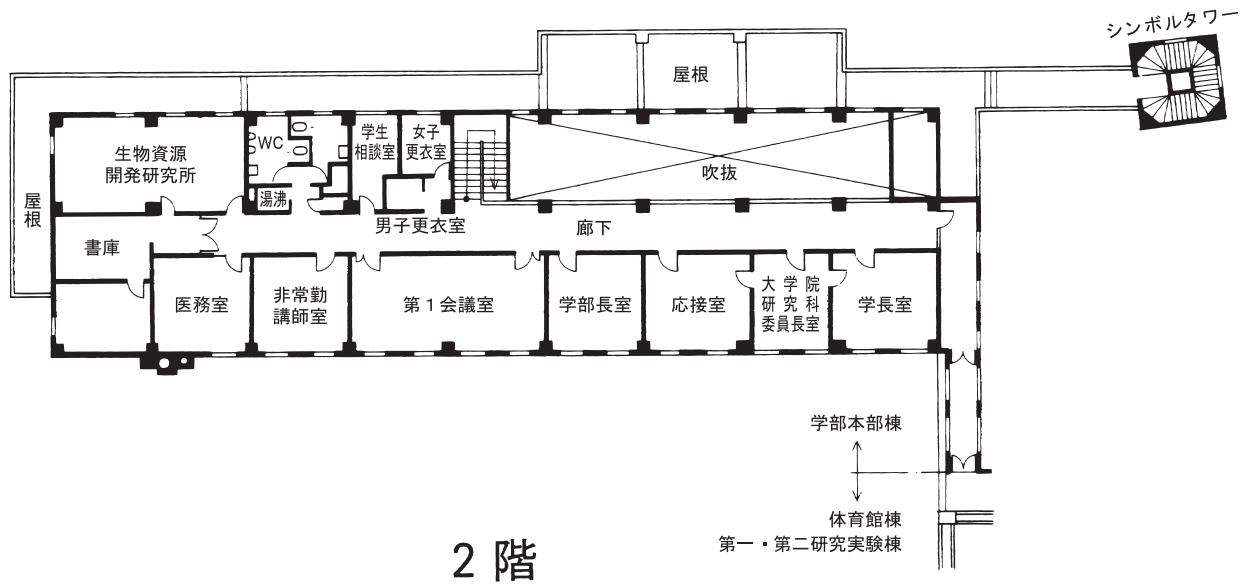 シンボルタワー
屋根
WC
学生
相談室
女子
更衣室
生物資源
開発研究所
吹抜
湯沸
屋根
男子更衣室
廊下
書庫
医務室
非常勤
講師室
第1会議室
学部長室
応接室
大学院
研究科
委員長室
学長室
学部本部棟
体育館棟
第一・第二研究実験棟
2階